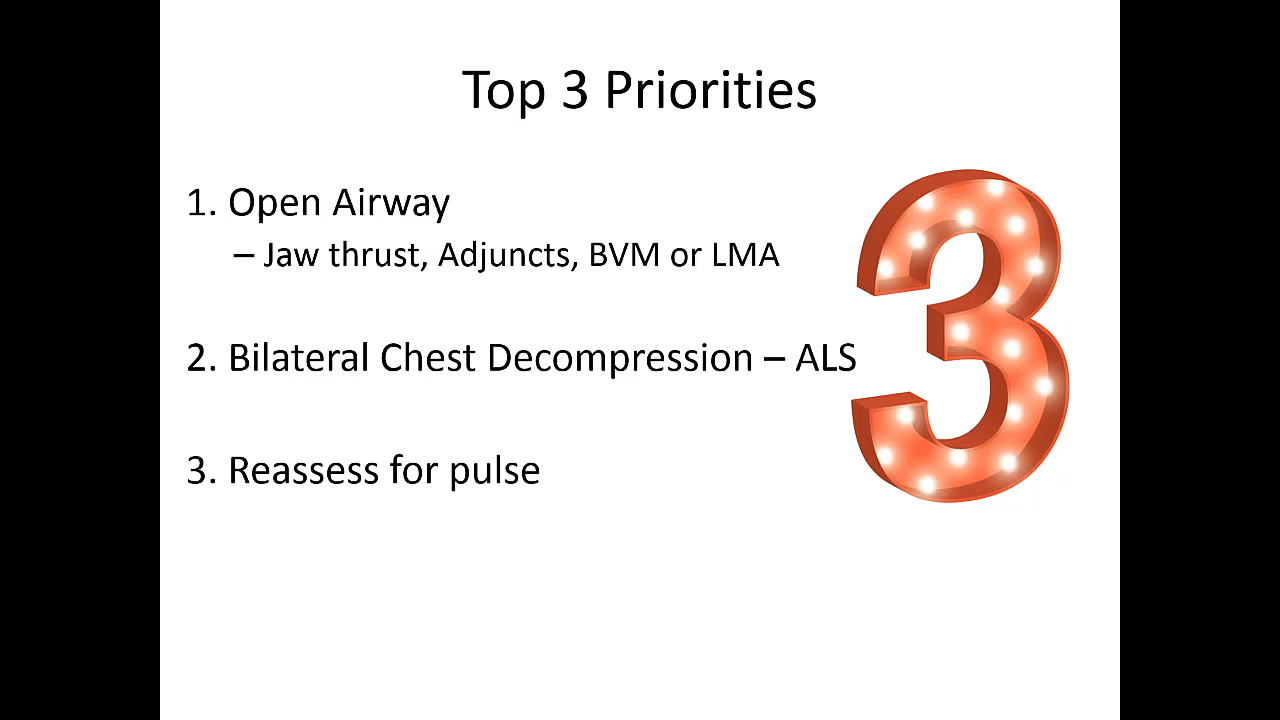 Top 3 Priorities
1. Open Airway
– Jaw thrust, Adjuncts, BVM or LMA
2. Bilateral Chest Decompression – ALS
3. Reassess for pulse
3